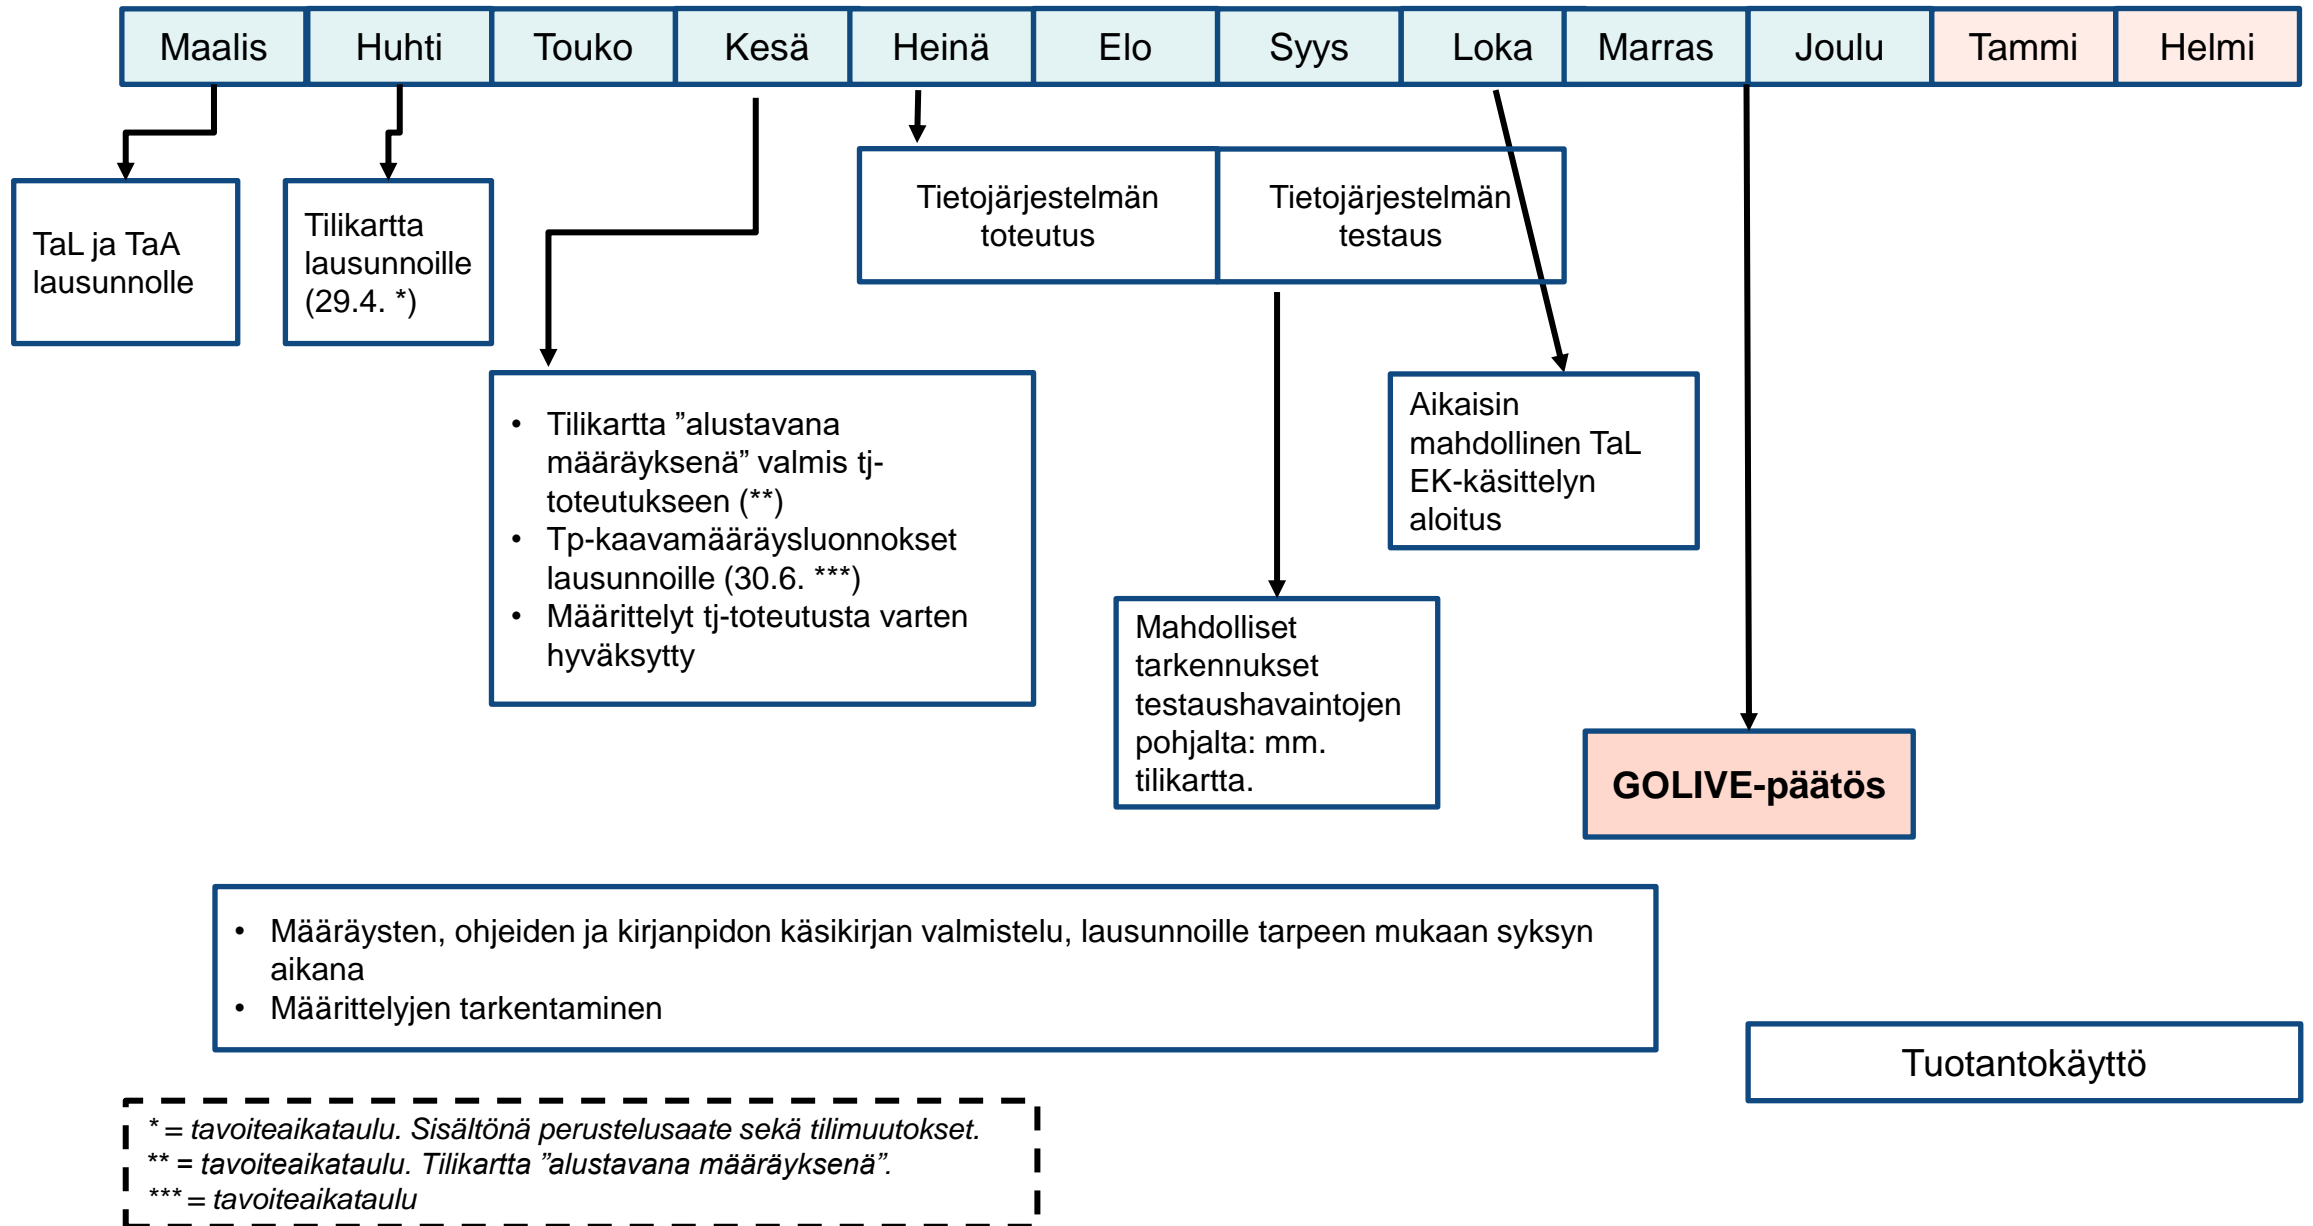 Maalis Huhti Touko Kesä Heinä Elo Syys Loka Marras Joulu Tammi Helmi
TaL ja TaA
lausunnolle
Tilikartta
lausunnoille
(29.4. *)
Tietojärjestelmän
toteutus
Tietojärjestelmän
testaus
• Tilikartta ”alustavana
määräyksenä” valmis tj-
toteutukseen (**)
• Tp-kaavamääräysluonnokset
lausunnoille (30.6. ***)
• Määrittelyt tj-toteutusta varten
hyväksytty
Aikaisin
mahdollinen TaL
EK-käsittelyn
aloitus
Mahdolliset
tarkennukset
testaushavaintojen
pohjalta: mm.
tilikartta.
GOLIVE-päätös
• Määräysten, ohjeiden ja kirjanpidon käsikirjan valmistelu, lausunnoille tarpeen mukaan syksyn
aikana
• Määrittelyjen tarkentaminen
Tuotantokäyttö
* = tavoiteaikataulu. Sisältönä perustelusaate sekä tilimuutokset.
** = tavoiteaikataulu. Tilikartta ”alustavana määräyksenä”.
*** = tavoiteaikataulu